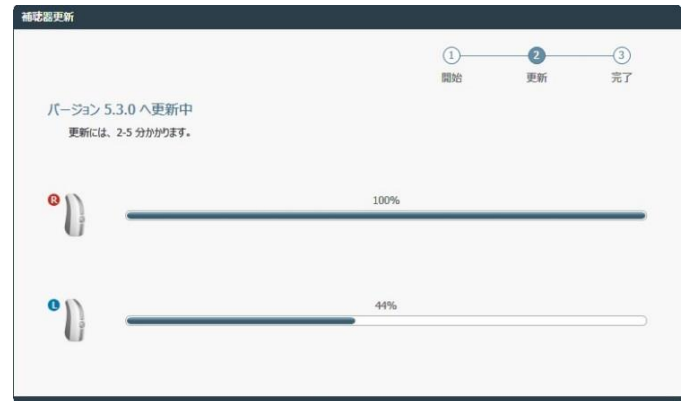 補聴器更新
1 2 3
開始 更新 完了
バージョン 5.3.0 へ更新中
更新には、2-5 分かかります。
R
100%
L
44%